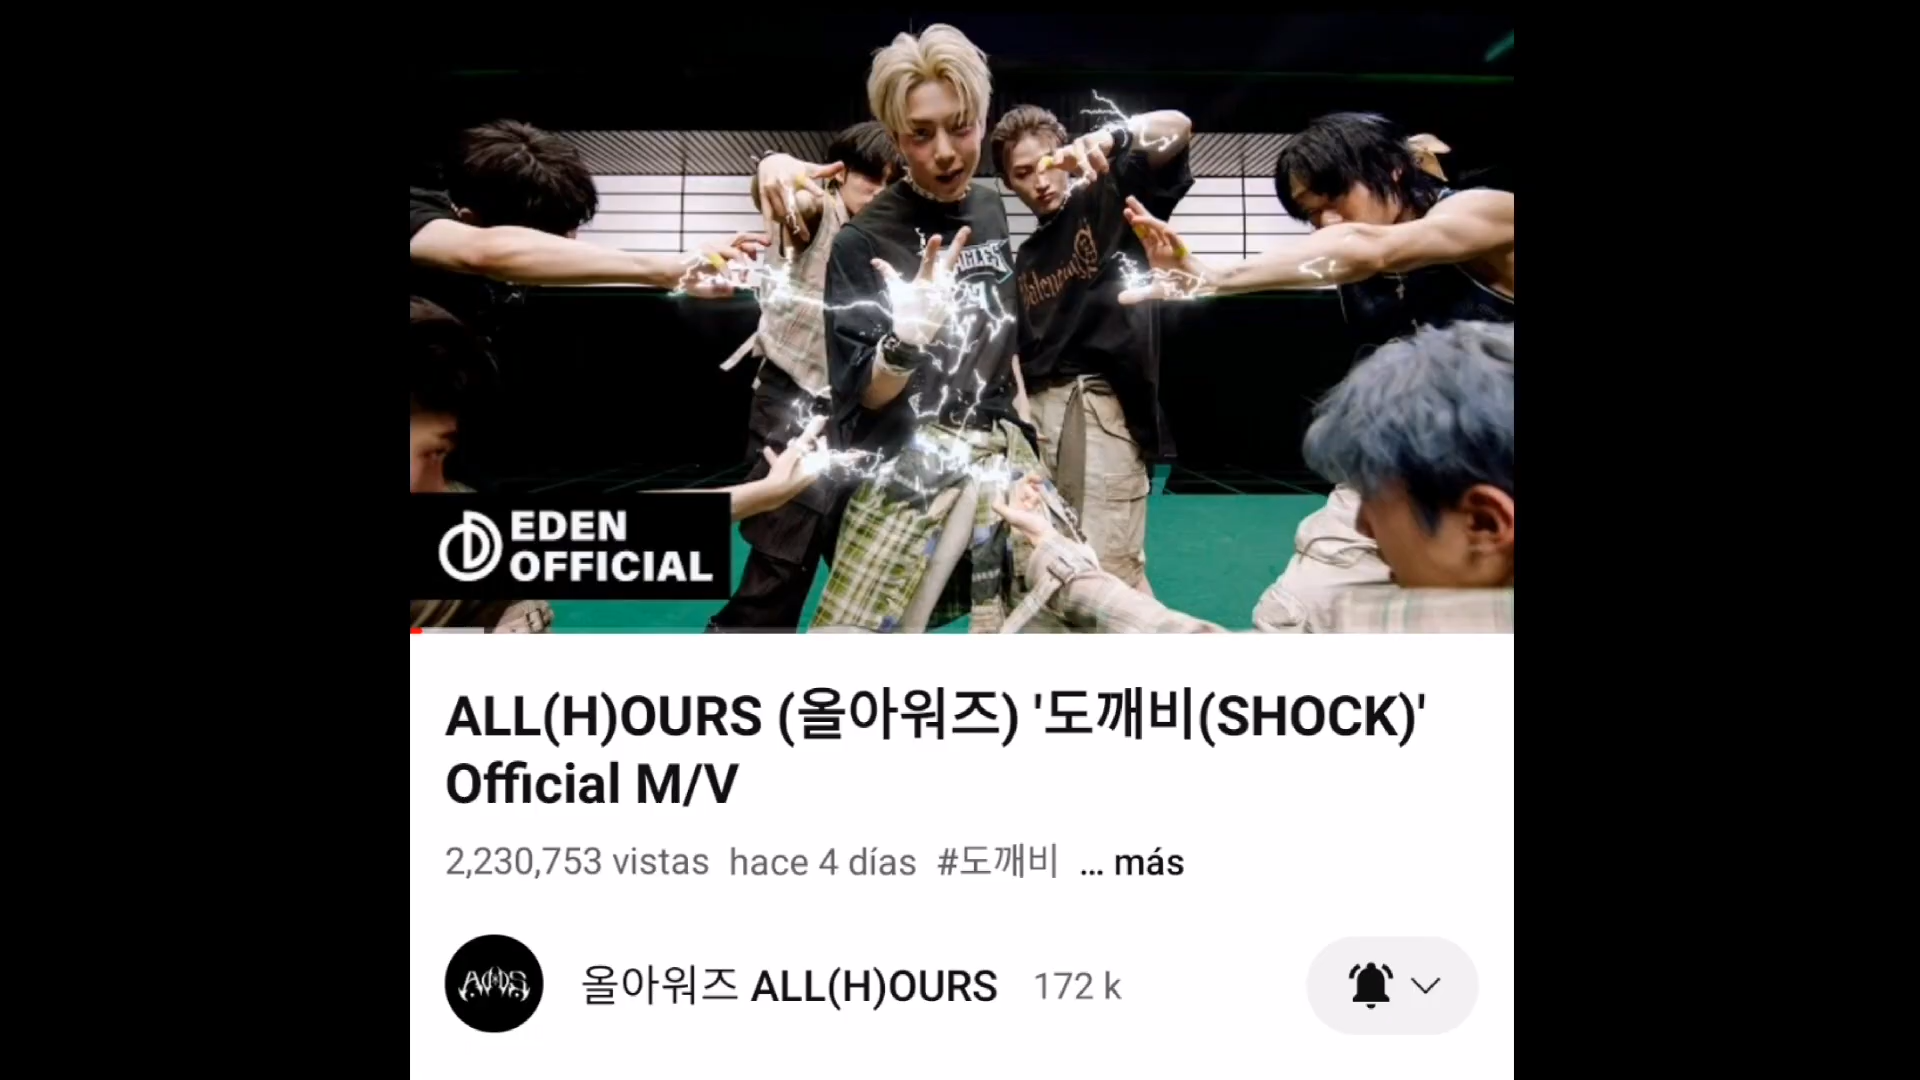 EAGLES
EDEN
OFFICIAL
ALL(H)OURS (올아워즈) '도깨비(SHOCK)'
Official M/V
2,230,753 vistas hace 4 días #도깨비 ... más
올아워즈 ALL(H)OURS 172 k